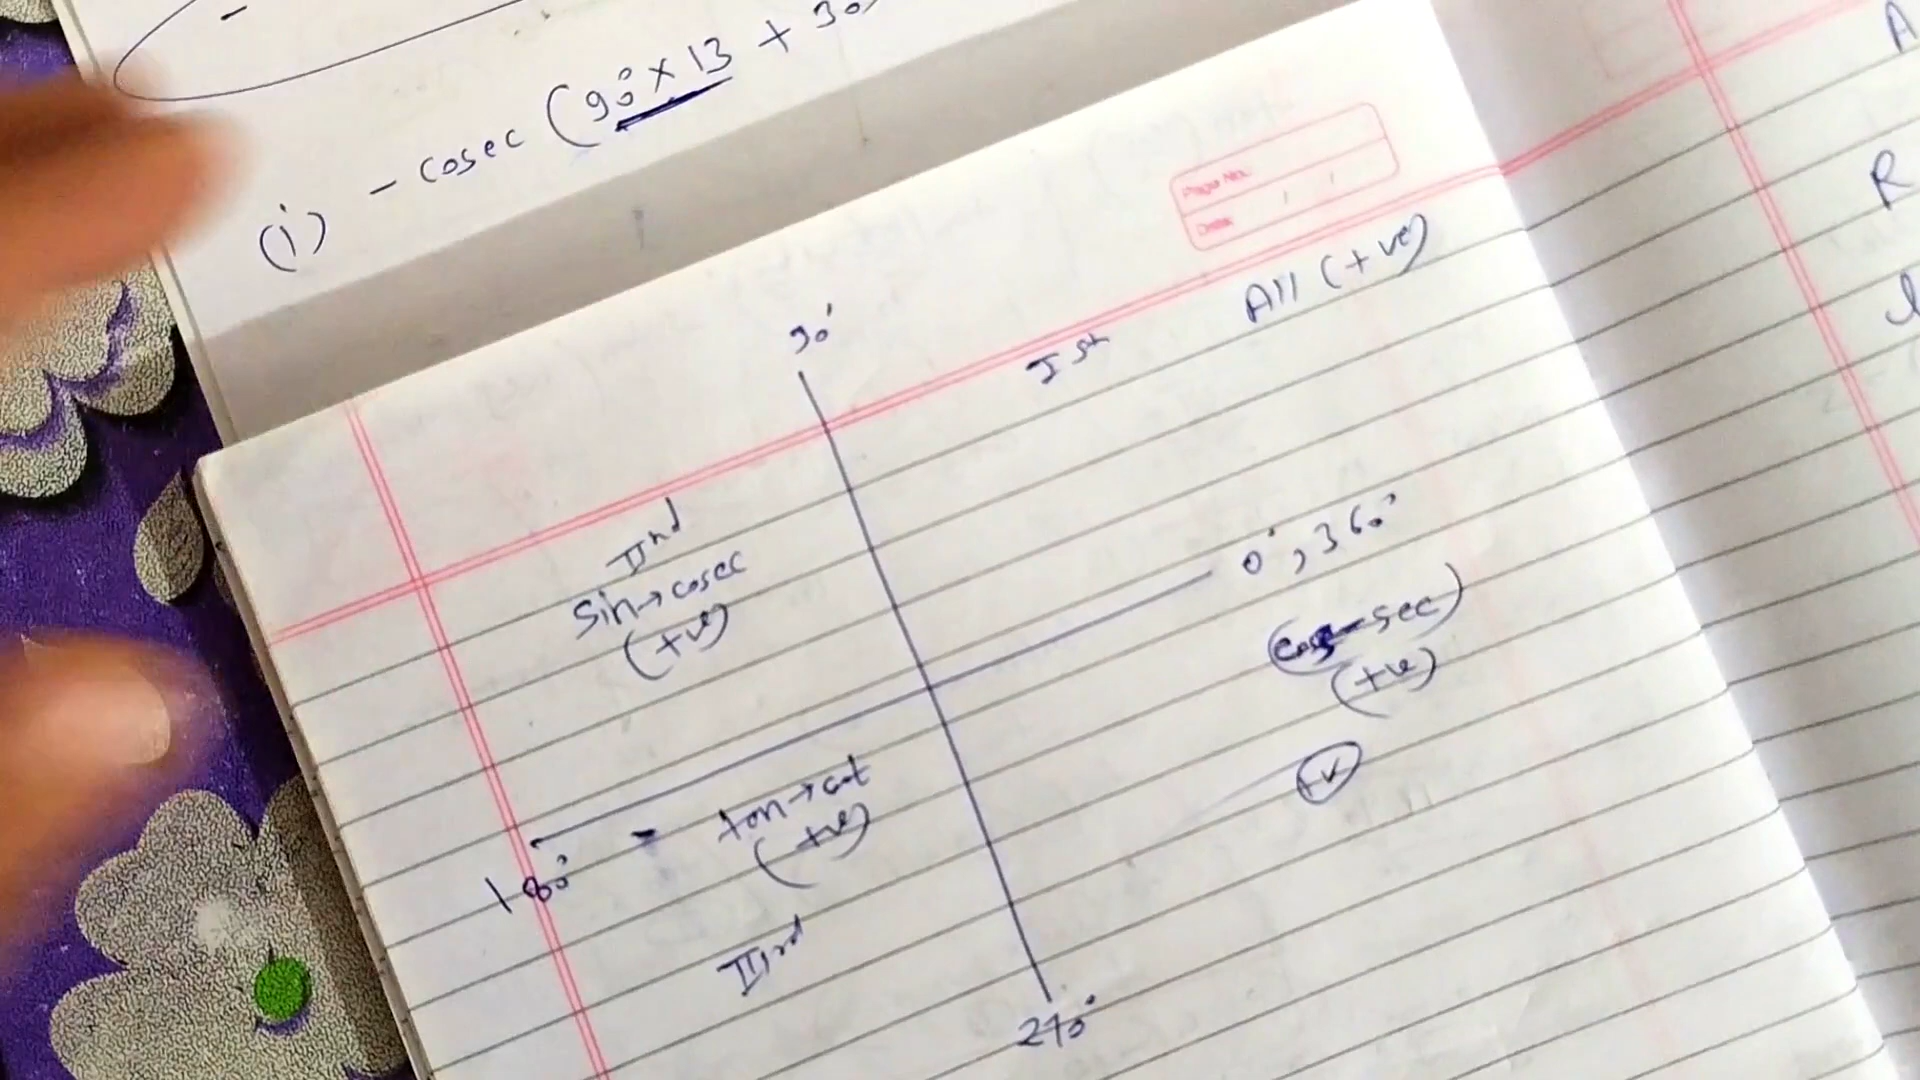 (i) - cosec (90° × 13 + 30
Page No.
Date
All (+ve)
90°
Ist
IInd
Sin→cosec
(+ve)
0°, 360°
(cos-sec)
(+ve)
tan→cot
(+ve)
180°
IIIrd
270°
A
R